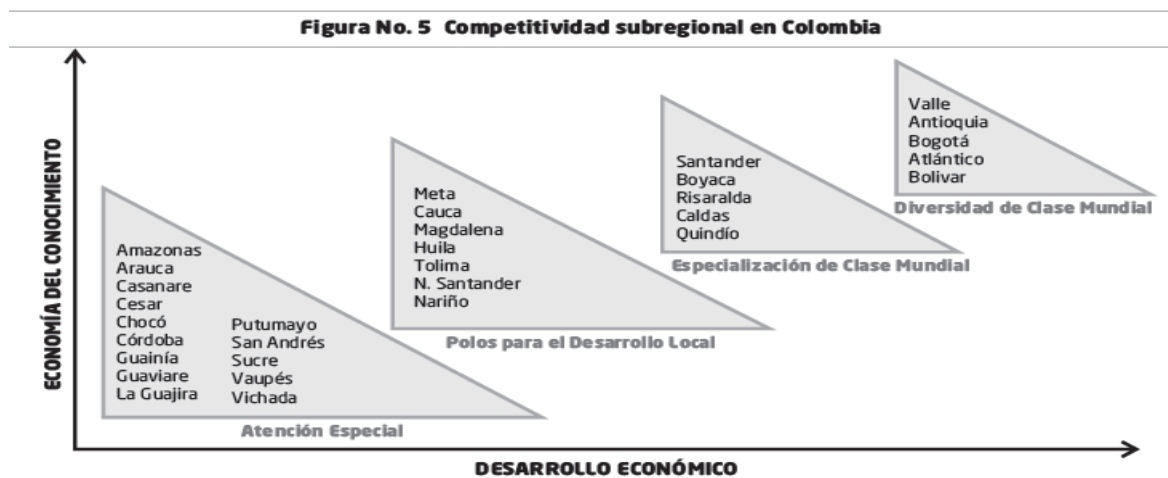 Figura No. 5 Competitividad subregional en Colombia
ECONOMÍA DEL CONOCIMIENTO
Amazonas
Arauca
Casanare
Cesar
Chocó
Córdoba
Guainía
Guaviare
La Guajira
Putumayo
San Andrés
Sucre
Vaupés
Vichada
Atención Especial
Meta
Cauca
Magdalena
Huila
Tolima
N. Santander
Nariño
Polos para el Desarrollo Local
Santander
Boyaca
Risaralda
Caldas
Quindío
Especialización de Clase Mundial
Valle
Antioquia
Bogotá
Atlántico
Bolivar
Diversidad de Clase Mundial
DESARROLLO ECONÓMICO